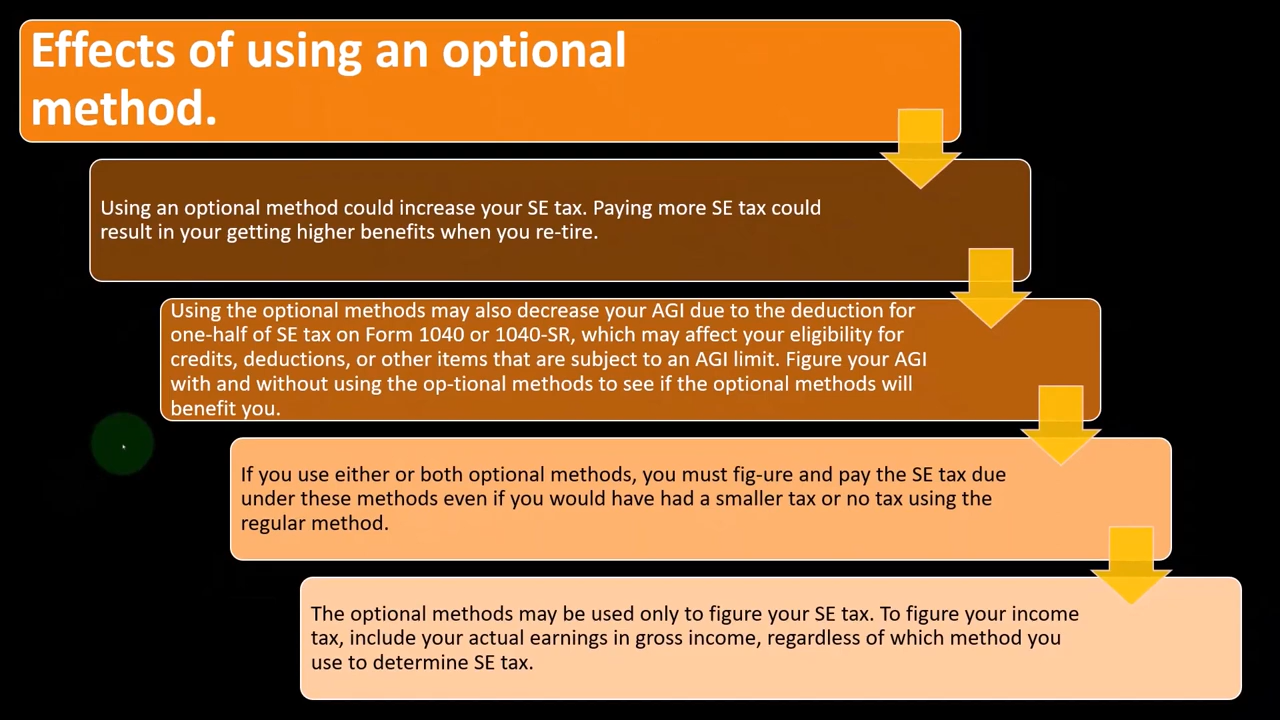 Effects of using an optional
method.
Using an optional method could increase your SE tax. Paying more SE tax could
result in your getting higher benefits when you re-tire.
Using the optional methods may also decrease your AGI due to the deduction for
one-half of SE tax on Form 1040 or 1040-SR, which may affect your eligibility for
credits, deductions, or other items that are subject to an AGI limit. Figure your AGI
with and without using the op-tional methods to see if the optional methods will
benefit you.
If you use either or both optional methods, you must fig-ure and pay the SE tax due
under these methods even if you would have had a smaller tax or no tax using the
regular method.
The optional methods may be used only to figure your SE tax. To figure your income
tax, include your actual earnings in gross income, regardless of which method you
use to determine SE tax.